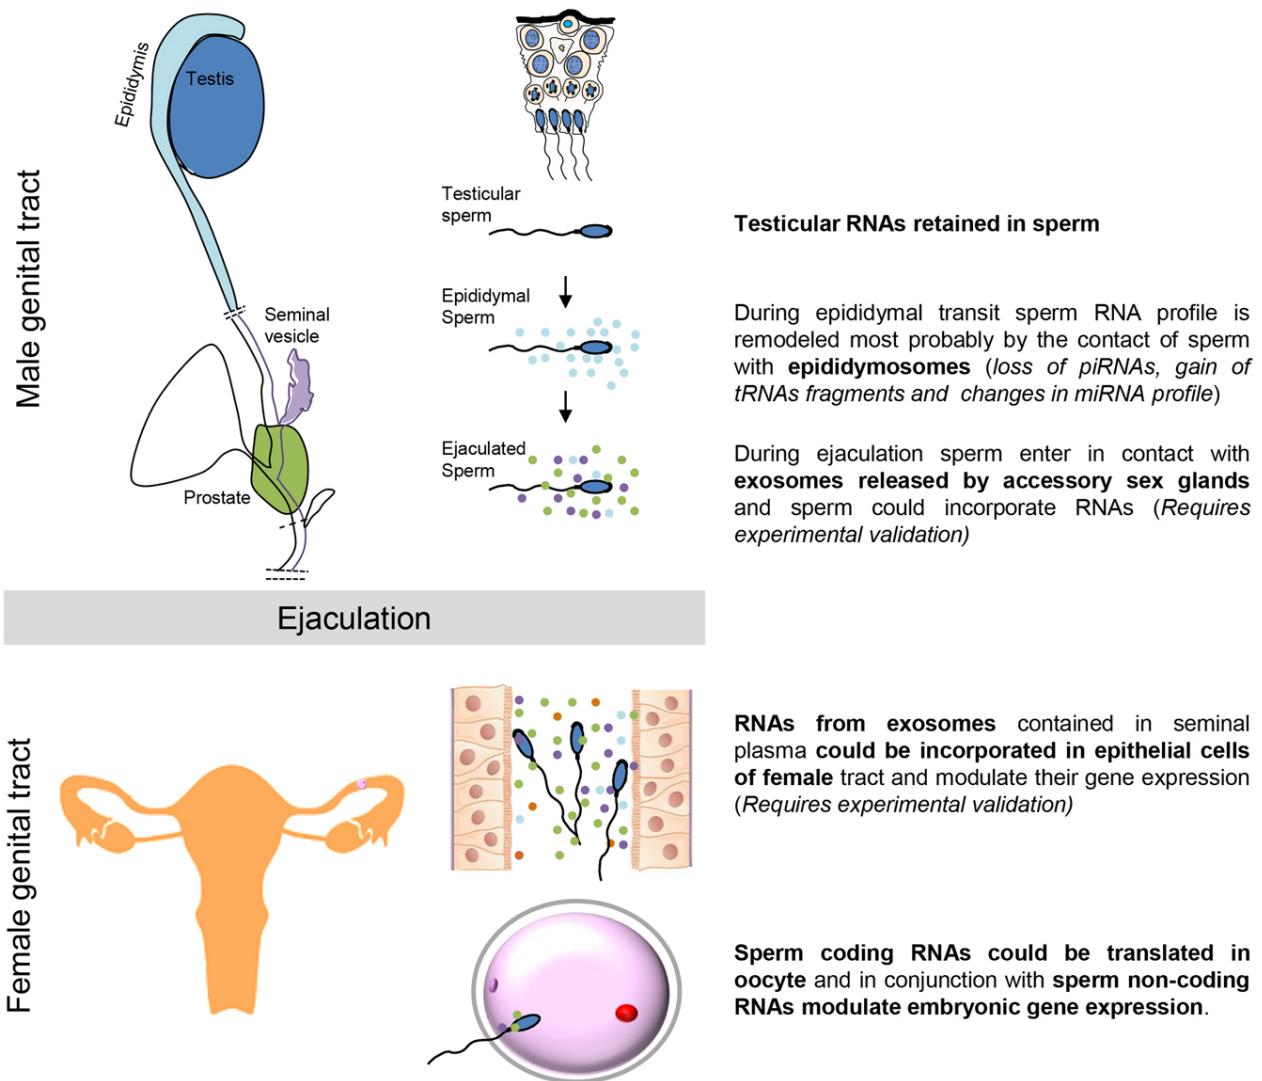 Male genital tract
Epididymis
Testis
Seminal
vesicle
Prostate
Testicular
sperm
Epididymal
Sperm
Ejaculated
Sperm
Testicular RNAs retained in sperm
During epididymal transit sperm RNA profile is
remodeled most probably by the contact of sperm
with epididymosomes (loss of piRNAs, gain of
tRNAs fragments and changes in miRNA profile)
During ejaculation sperm enter in contact with
exosomes released by accessory sex glands
and sperm could incorporate RNAs (Requires
experimental validation)
Ejaculation
Female genital tract
RNAs from exosomes contained in seminal
plasma could be incorporated in epithelial cells
of female tract and modulate their gene expression
(Requires experimental validation)
Sperm coding RNAs could be translated in
oocyte and in conjunction with sperm non-coding
RNAs modulate embryonic gene expression.